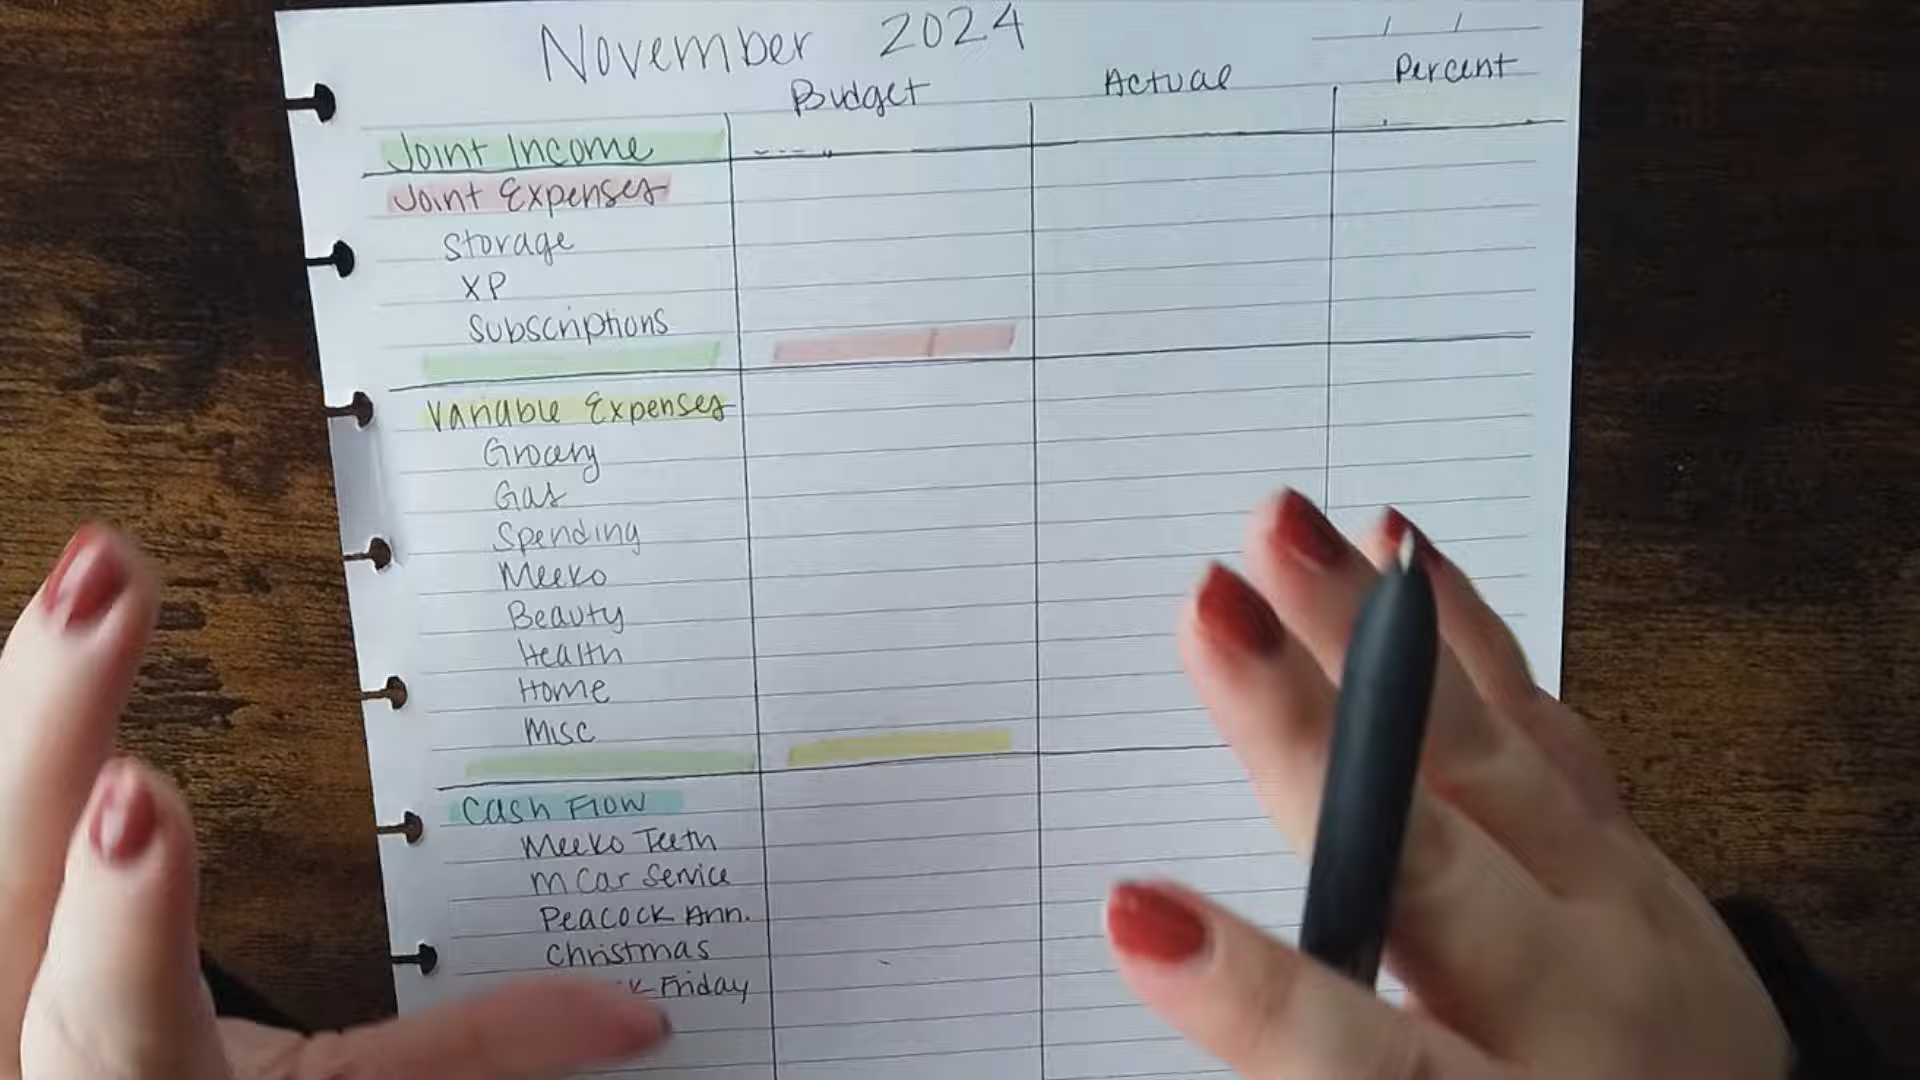 November 2024
Budget Actual Percent
Joint Income
Joint Expenses
Storage
XP
Subscriptions
Variable Expenses
Grocery
Gas
Spending
Meeko
Beauty
Health
Home
Misc
Cash Flow
Meeko Teeth
M Car Service
Peacock Ann.
Christmas
Friday